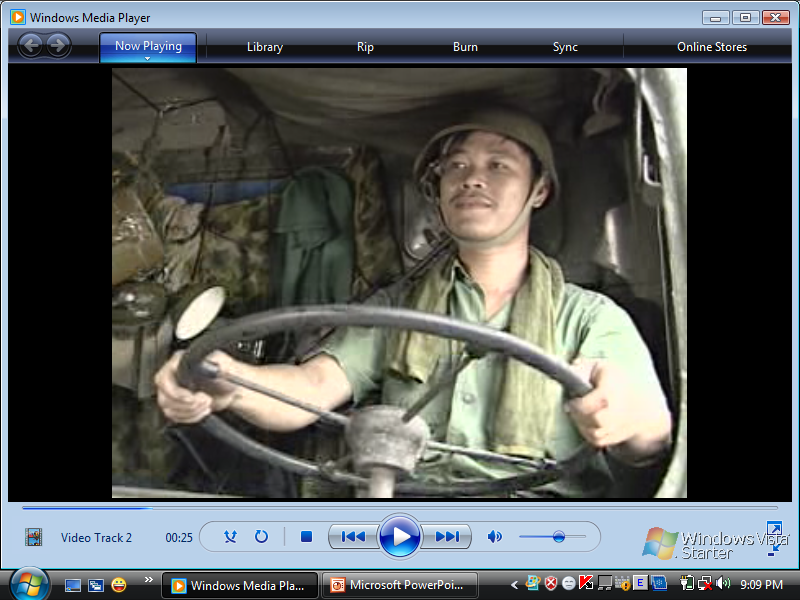 Windows Media Player
Now Playing
Library
Rip
Burn
Sync
Online Stores
Video Track 2
00:25
Windows Vista
Starter
Windows Media Pla...
Microsoft PowerPoi...
E
9:09 PM